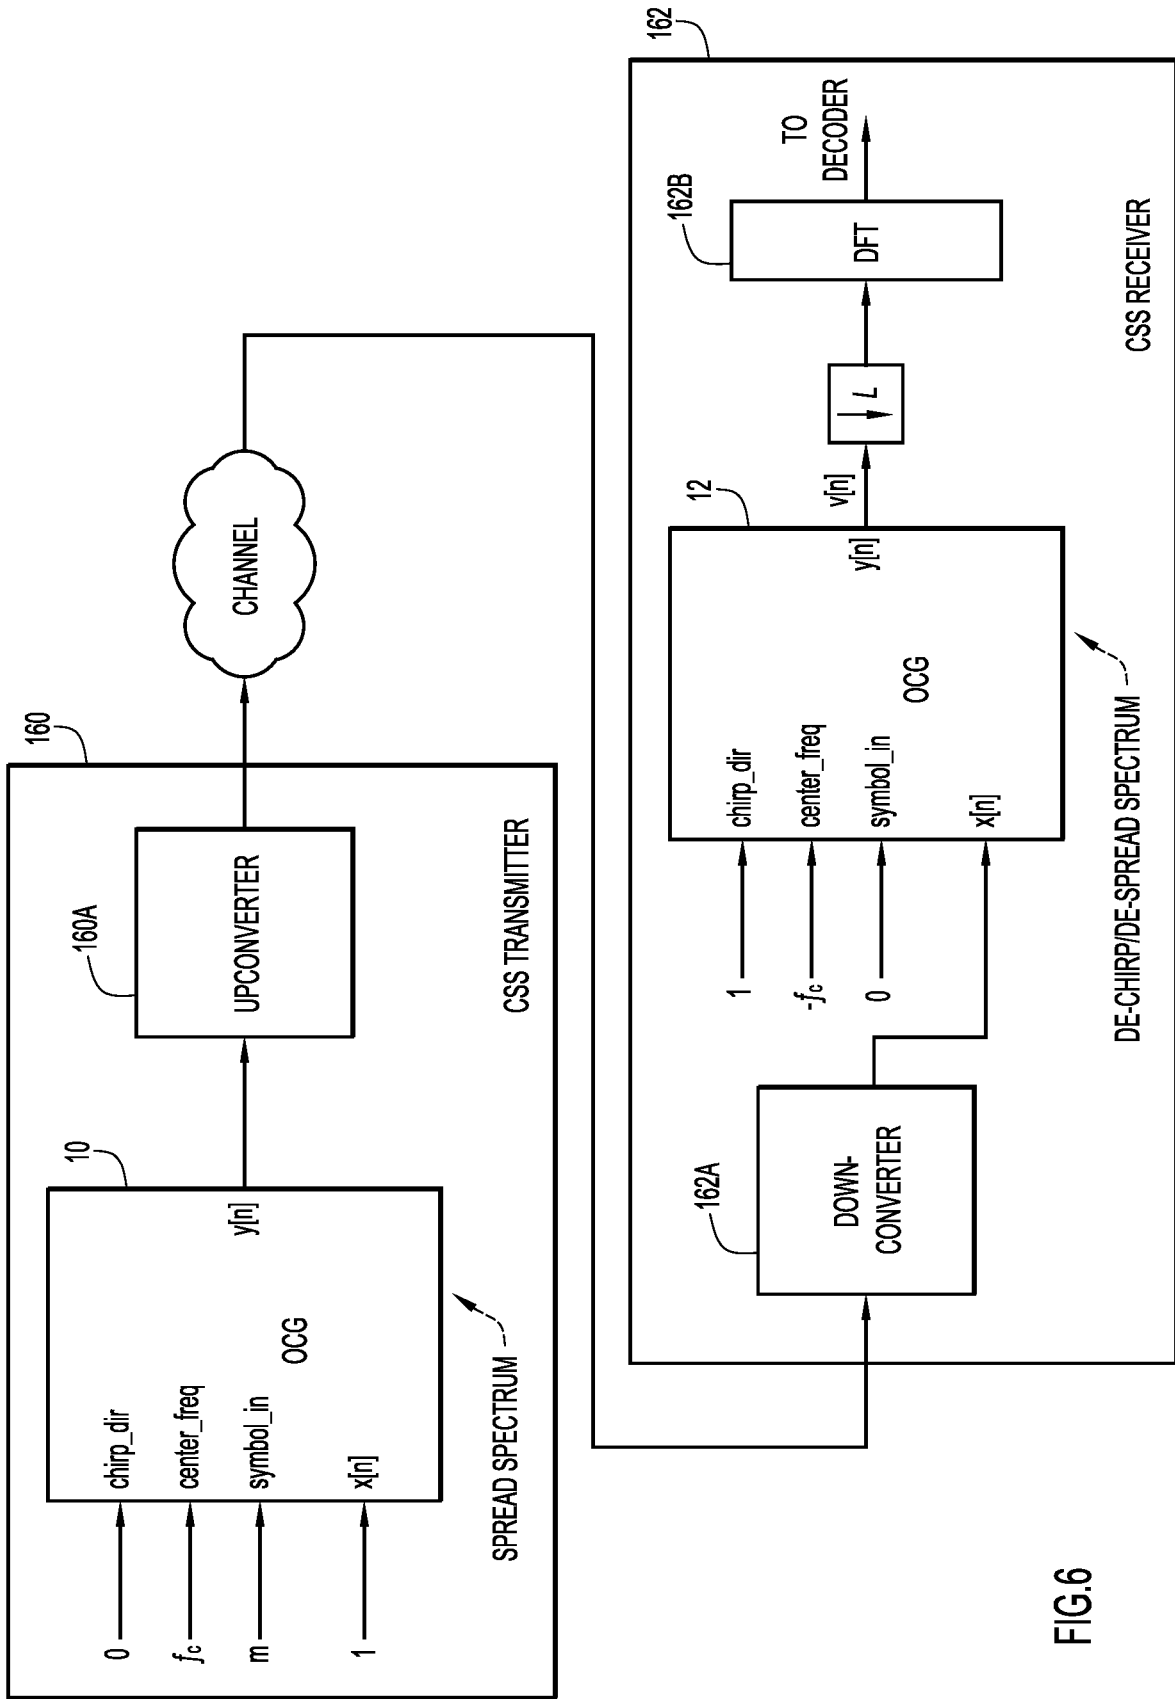 160
10
160A
0
chirp_dir
fc
center_freq
m
symbol_in
1
x[n]
OCG
y[n]
UPCONVERTER
CHANNEL
SPREAD SPECTRUM
CSS TRANSMITTER
162
162A
DOWN-
CONVERTER
12
1
chirp_dir
-fc
center_freq
0
symbol_in
x[n]
OCG
y[n]
v[n]
L
162B
DFT
TO
DECODER
DE-CHIRP/DE-SPREAD SPECTRUM
CSS RECEIVER
FIG.6